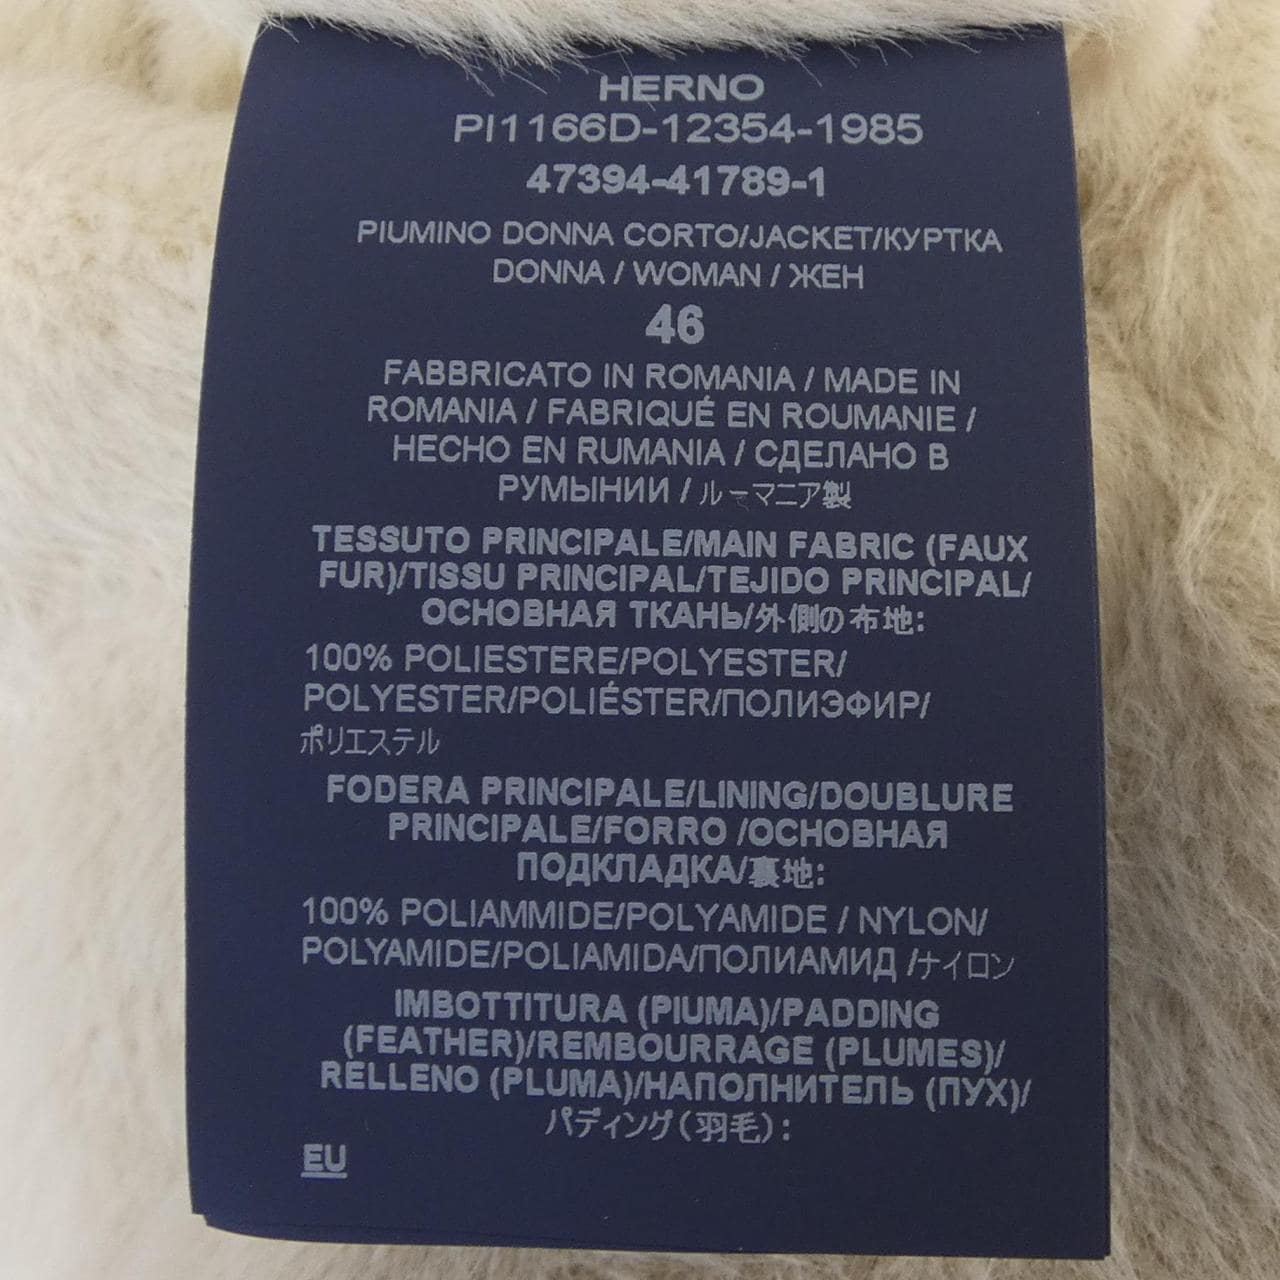 HERNO
PI1166D-12354-1985
47394-41789-1
PIUMINO DONNA CORTO/JACKET/КУРТКА
DONNA / WOMAN / ЖЕН
46
FABBRICATO IN ROMANIA / MADE IN
ROMANIA / FABRIQUÉ EN ROUMANIE /
HECHO EN RUMANIA / СДЕЛАНО В
РУМЫНИИ / ルーマニア製
TESSUTO PRINCIPALE/MAIN FABRIC (FAUX
FUR)/TISSU PRINCIPAL/TEJIDO PRINCIPAL/
ОСНОВНАЯ ТКАНЬ/外側の布地:
100% POLIESTERE/POLYESTER/
POLYESTER/POLIÉSTER/ПОЛИЭФИР/
ポリエステル
FODERA PRINCIPALE/LINING/DOUBLURE
PRINCIPALE/FORRO /ОСНОВНАЯ
ПОДКЛАДКА/裏地:
100% POLIAMMIDE/POLYAMIDE / NYLON/
POLYAMIDE/POLIAMIDA/ПОЛИАМИД /ナイロン
IMBOTTITURA (PIUMA)/PADDING
(FEATHER)/REMBOURRAGE (PLUMES)/
RELLENO (PLUMA)/НАПОЛНИТЕЛЬ (ПУХ)/
パディング(羽毛):
EU